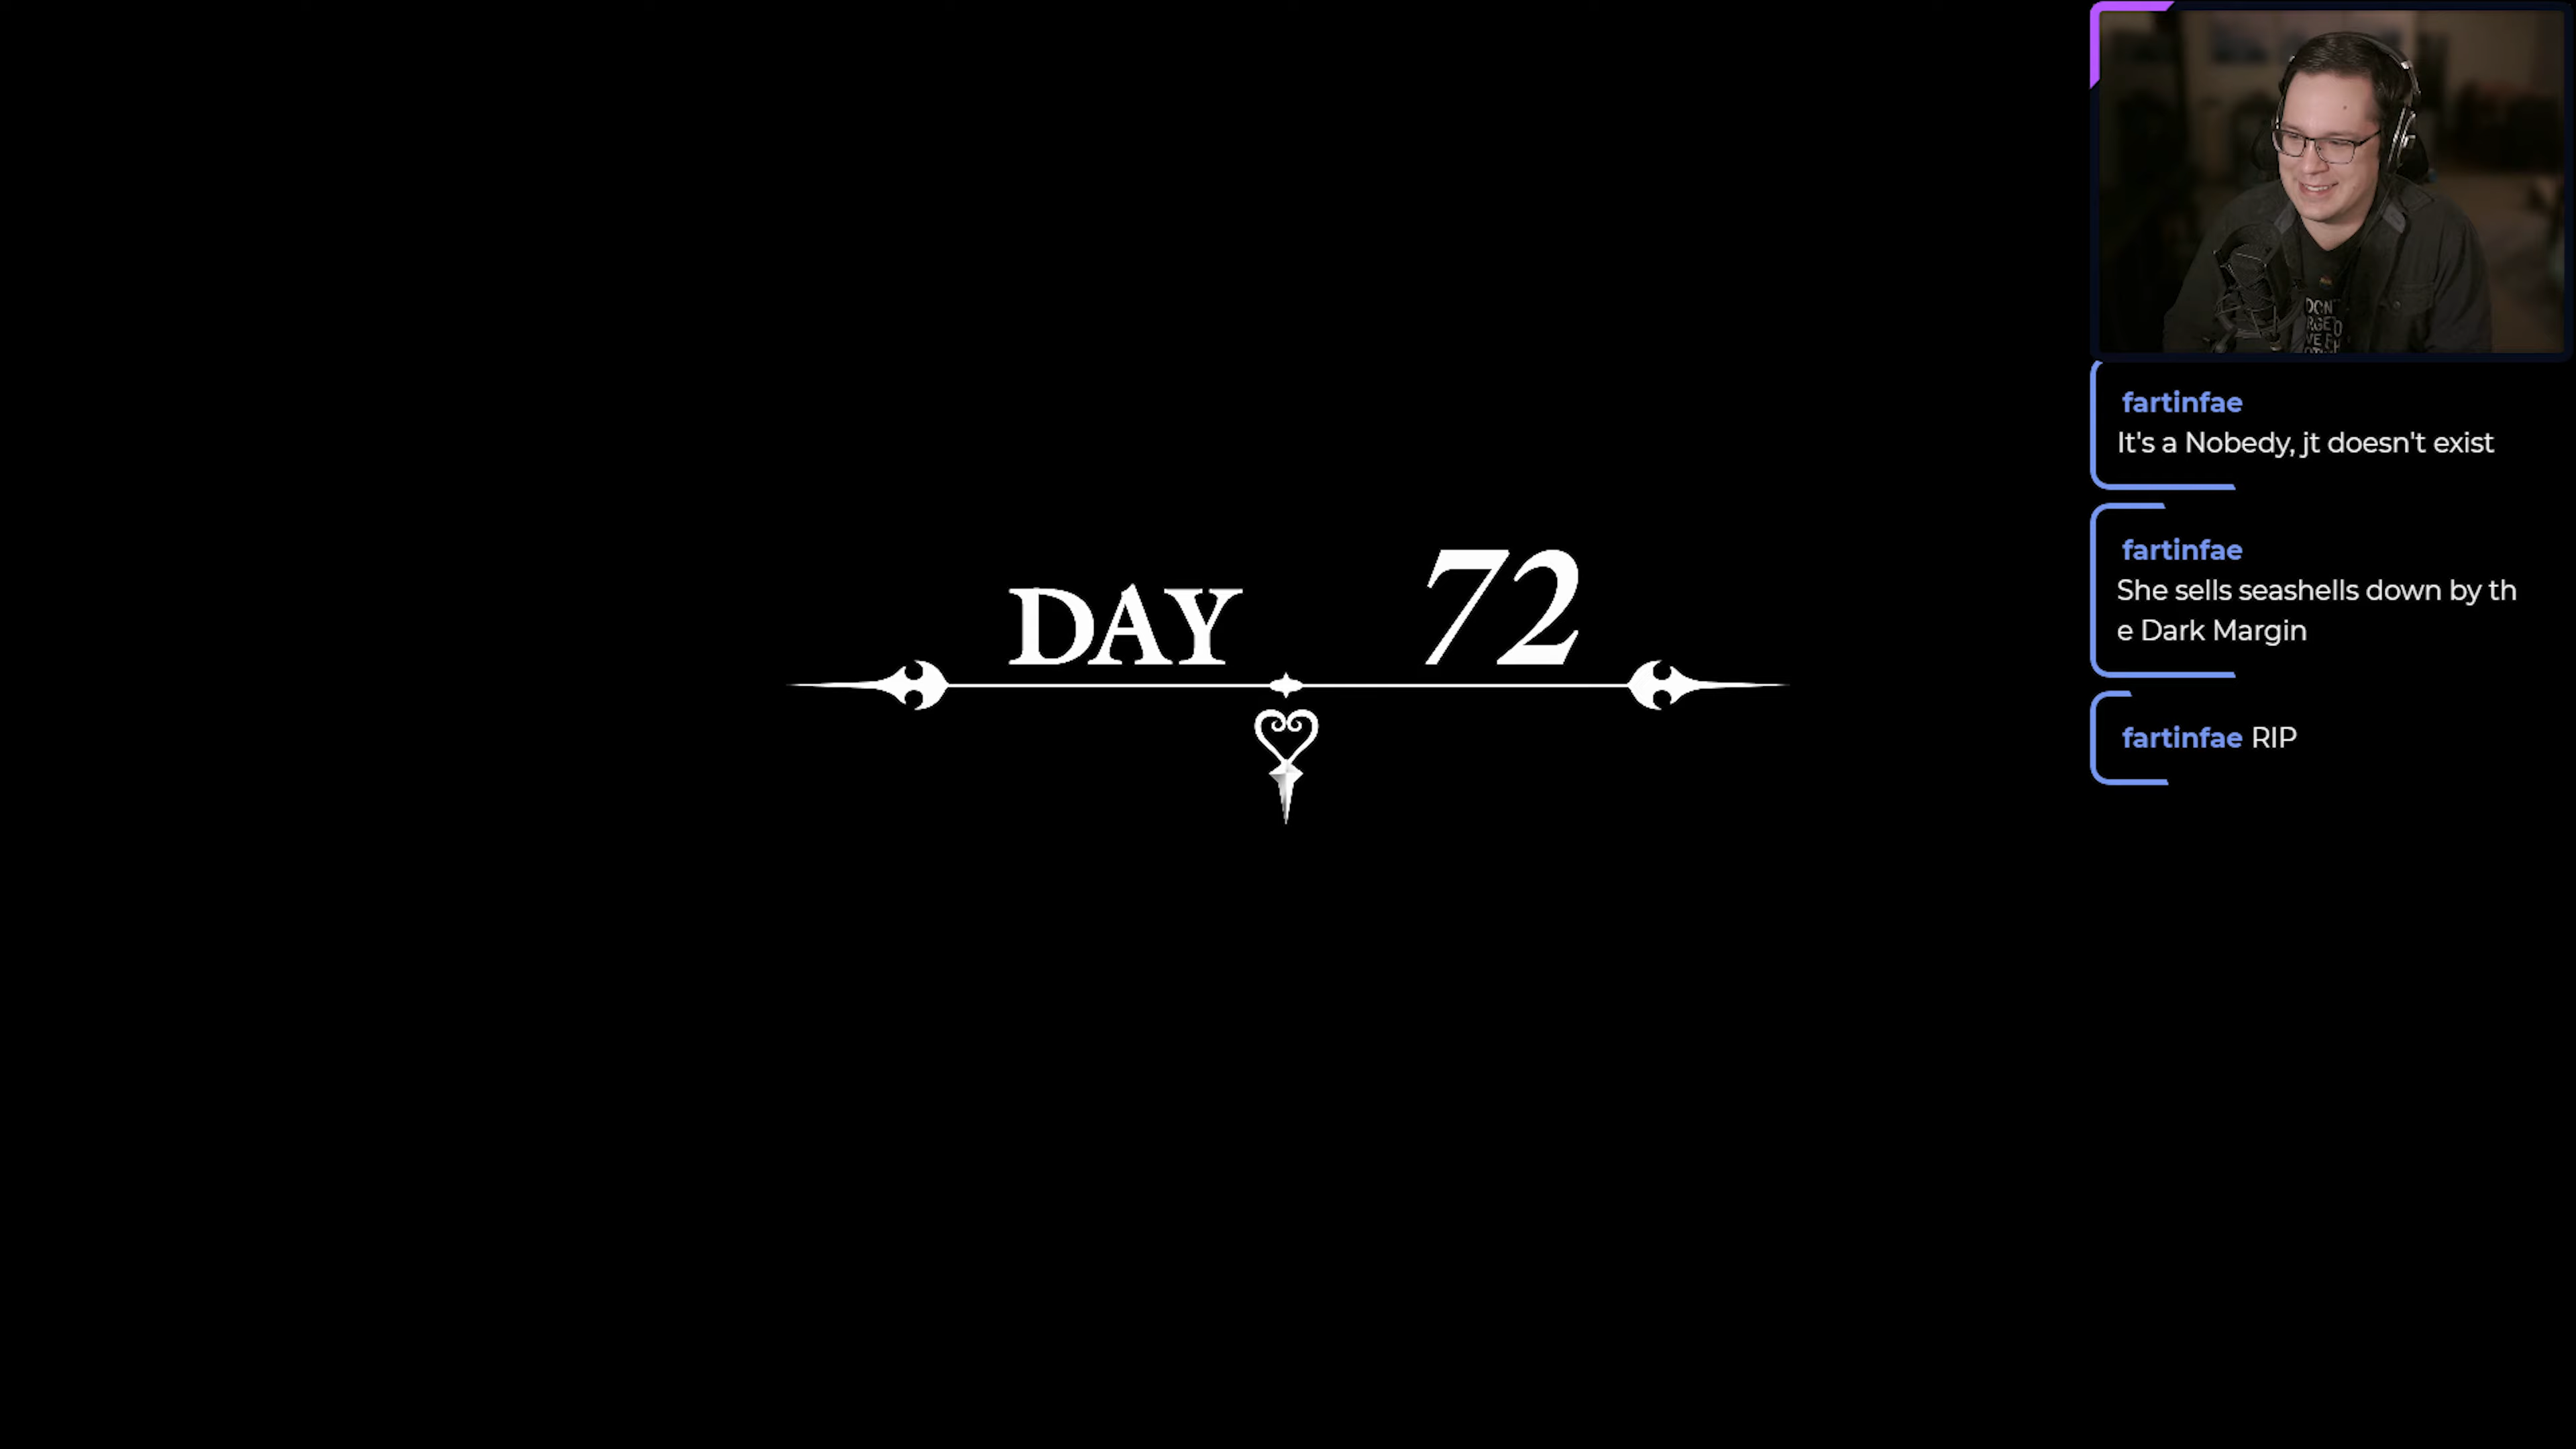 DAY 72
fartinfae
It's a Nobedy, jt doesn't exist
fartinfae
She sells seashells down by th
e Dark Margin
fartinfae RIP
DON'T